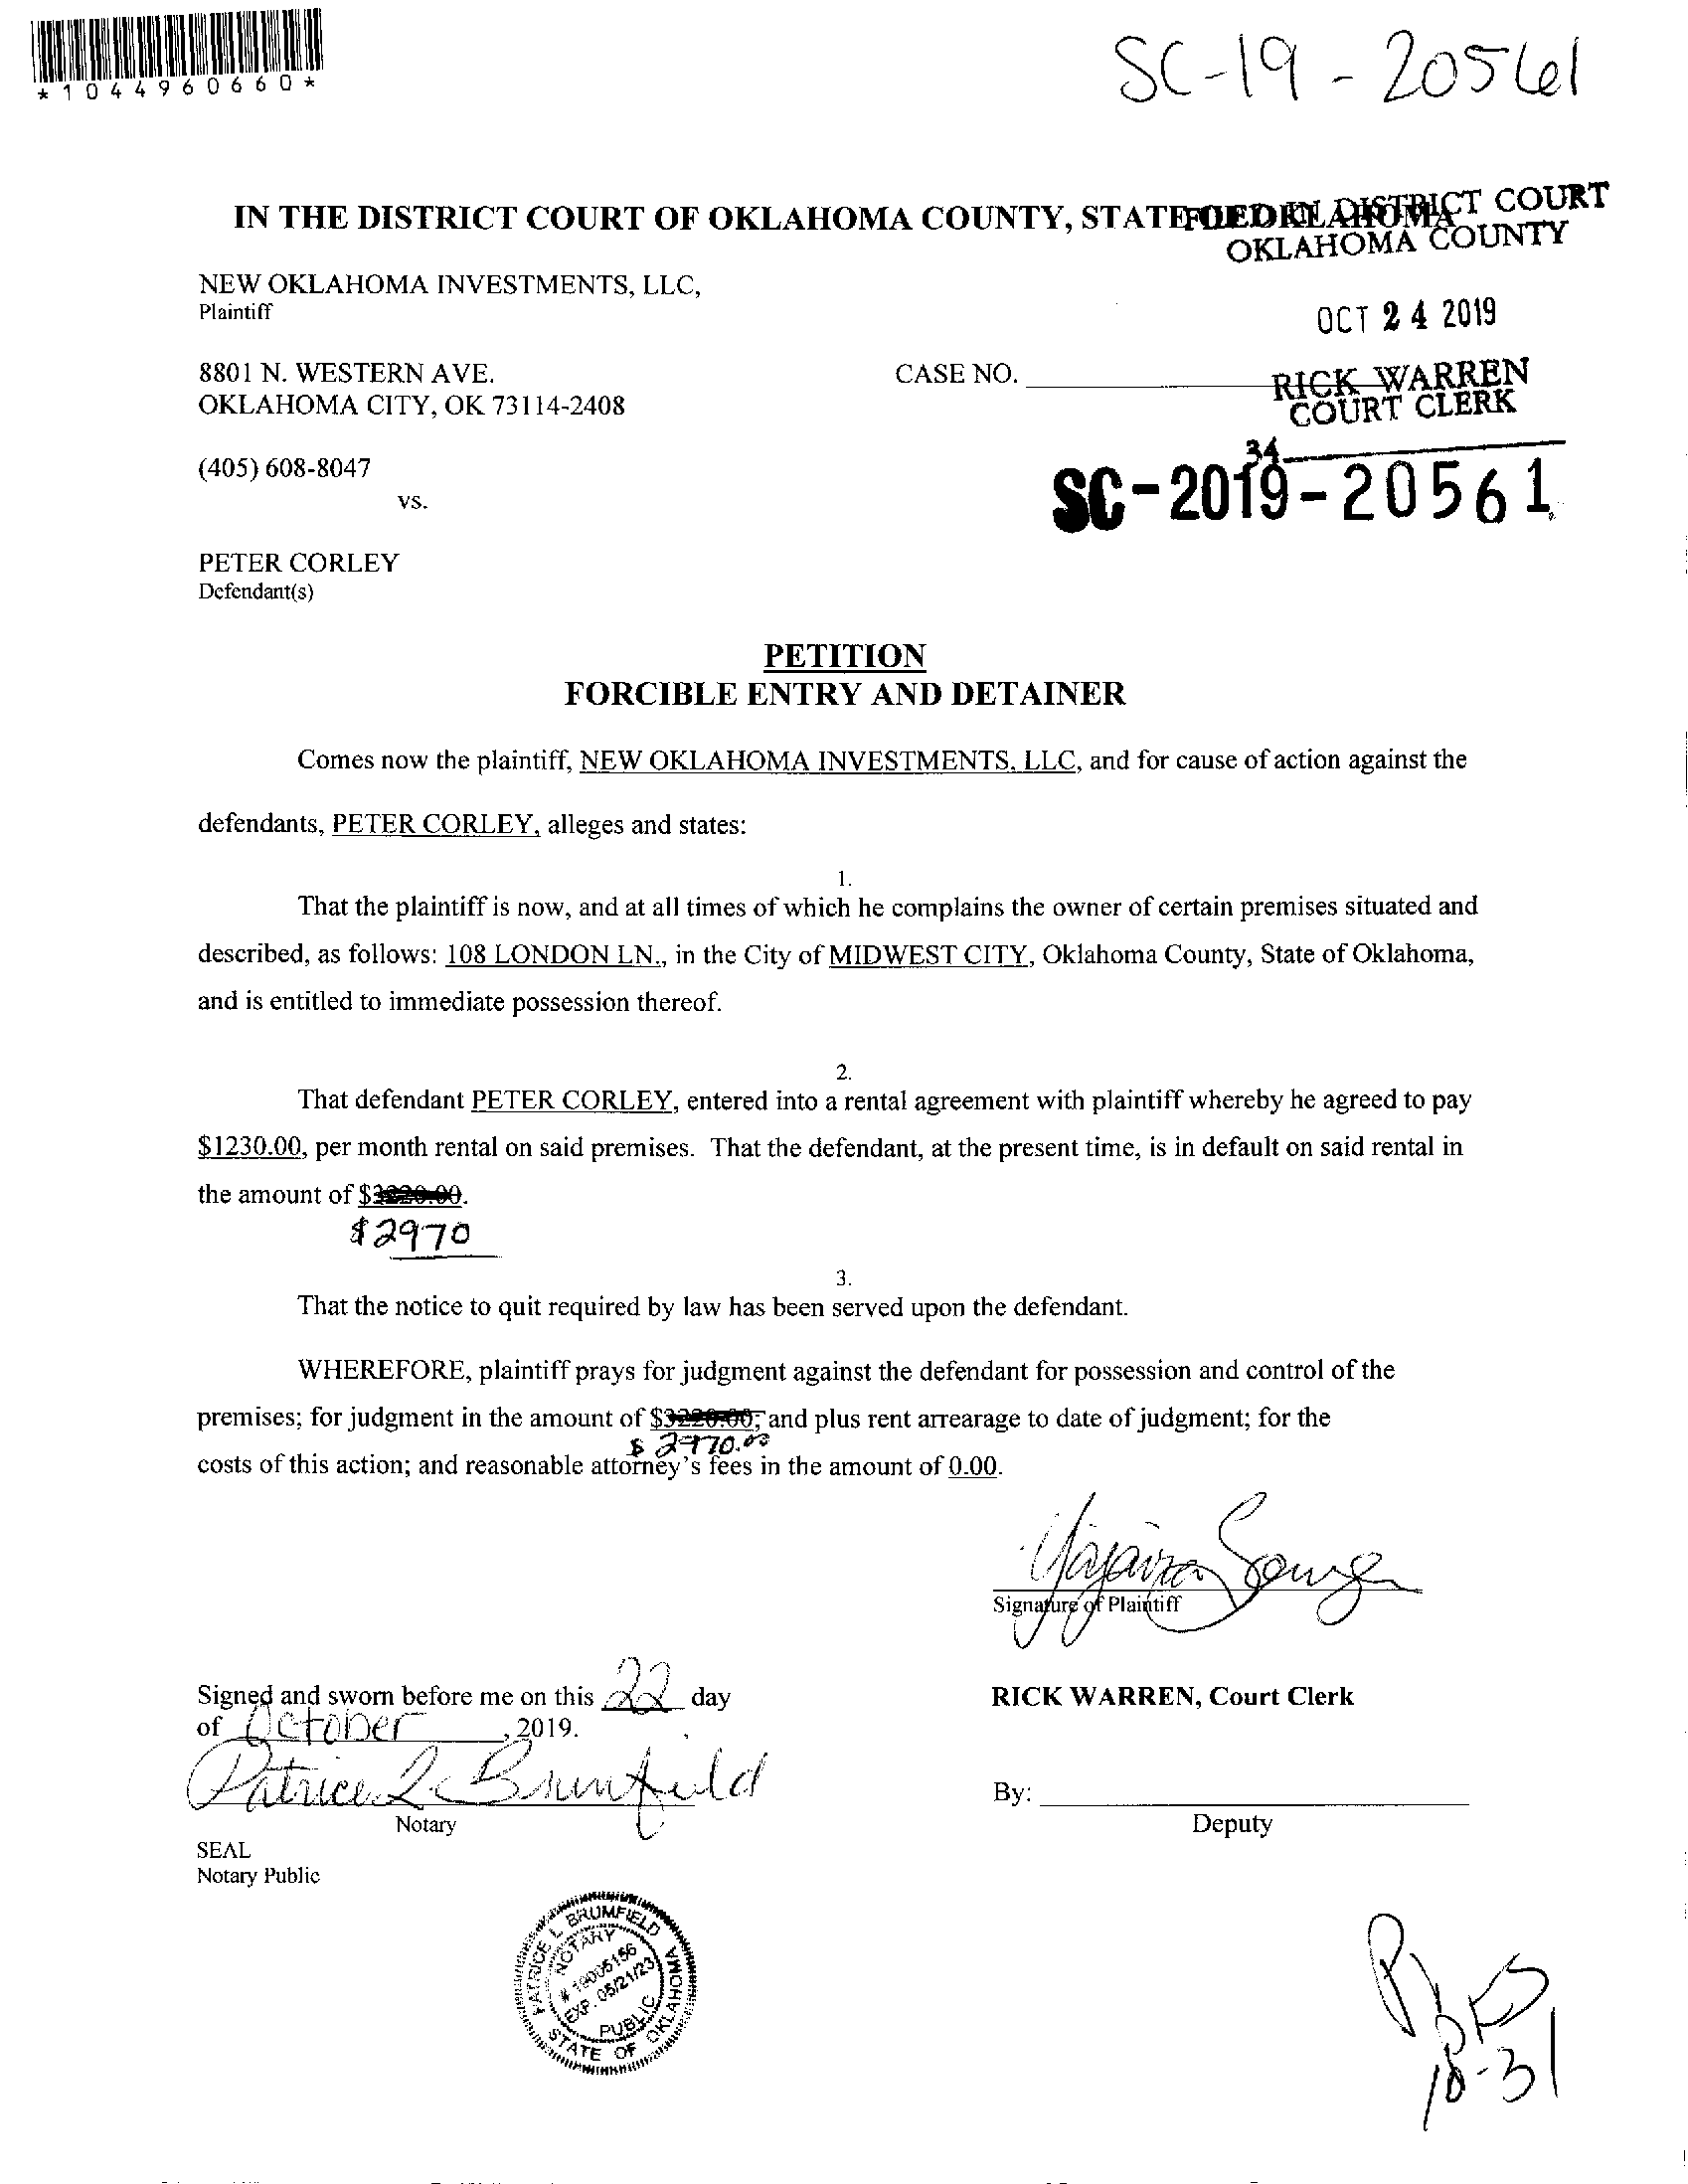 *1044960660*
SC-19-20561
IN THE DISTRICT COURT OF OKLAHOMA COUNTY, STATE OF OKLAHOMA
FILED IN DISTRICT COURT
OKLAHOMA COUNTY
NEW OKLAHOMA INVESTMENTS, LLC,
Plaintiff
OCT 24 2019
8801 N. WESTERN AVE.
CASE NO.
RICK WARREN
OKLAHOMA CITY, OK 73114-2408
COURT CLERK
34
(405) 608-8047
SC-2019-20561
vs.
PETER CORLEY
Defendant(s)
PETITION
FORCIBLE ENTRY AND DETAINER
Comes now the plaintiff, NEW OKLAHOMA INVESTMENTS, LLC, and for cause of action against the
defendants, PETER CORLEY, alleges and states:
1.
That the plaintiff is now, and at all times of which he complains the owner of certain premises situated and
described, as follows: 108 LONDON LN., in the City of MIDWEST CITY, Oklahoma County, State of Oklahoma,
and is entitled to immediate possession thereof.
2.
That defendant PETER CORLEY, entered into a rental agreement with plaintiff whereby he agreed to pay
$1230.00, per month rental on said premises. That the defendant, at the present time, is in default on said rental in
the amount of $3220.00.
$2970
3.
That the notice to quit required by law has been served upon the defendant.
WHEREFORE, plaintiff prays for judgment against the defendant for possession and control of the
premises; for judgment in the amount of $3220.00, and plus rent arrearage to date of judgment; for the
$ 2970.00
costs of this action; and reasonable attorney's fees in the amount of 0.00.
Signature of Plaintiff
Signed and sworn before me on this 22 day
of October, 2019.
RICK WARREN, Court Clerk
Patrice L Brumfield
By:
Notary
Deputy
SEAL
Notary Public
PATRICE L. BRUMFIELD
NOTARY
# 19005156
EXP. 05/21/23
PUBLIC
STATE OF OKLAHOMA